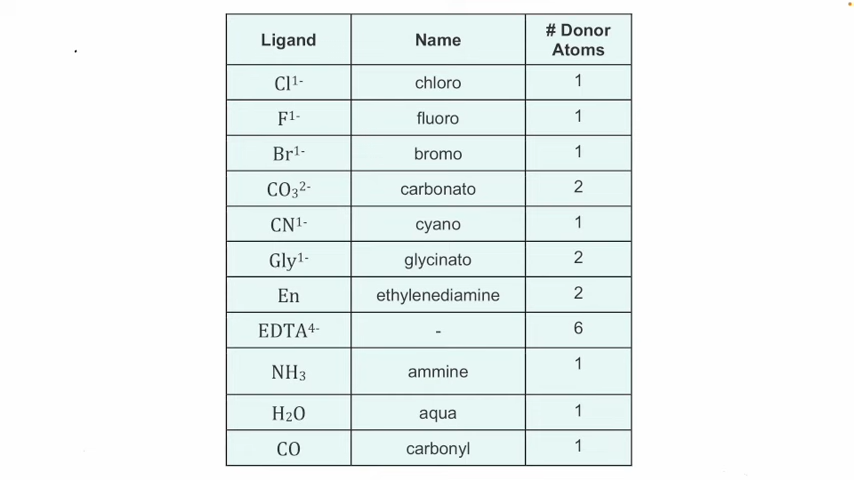 Ligand Name # Donor Atoms
Cl¹⁻ chloro 1
F¹⁻ fluoro 1
Br¹⁻ bromo 1
CO₃²⁻ carbonato 2
CN¹⁻ cyano 1
Gly¹⁻ glycinato 2
En ethylenediamine 2
EDTA⁴⁻ - 6
NH₃ ammine 1
H₂O aqua 1
CO carbonyl 1